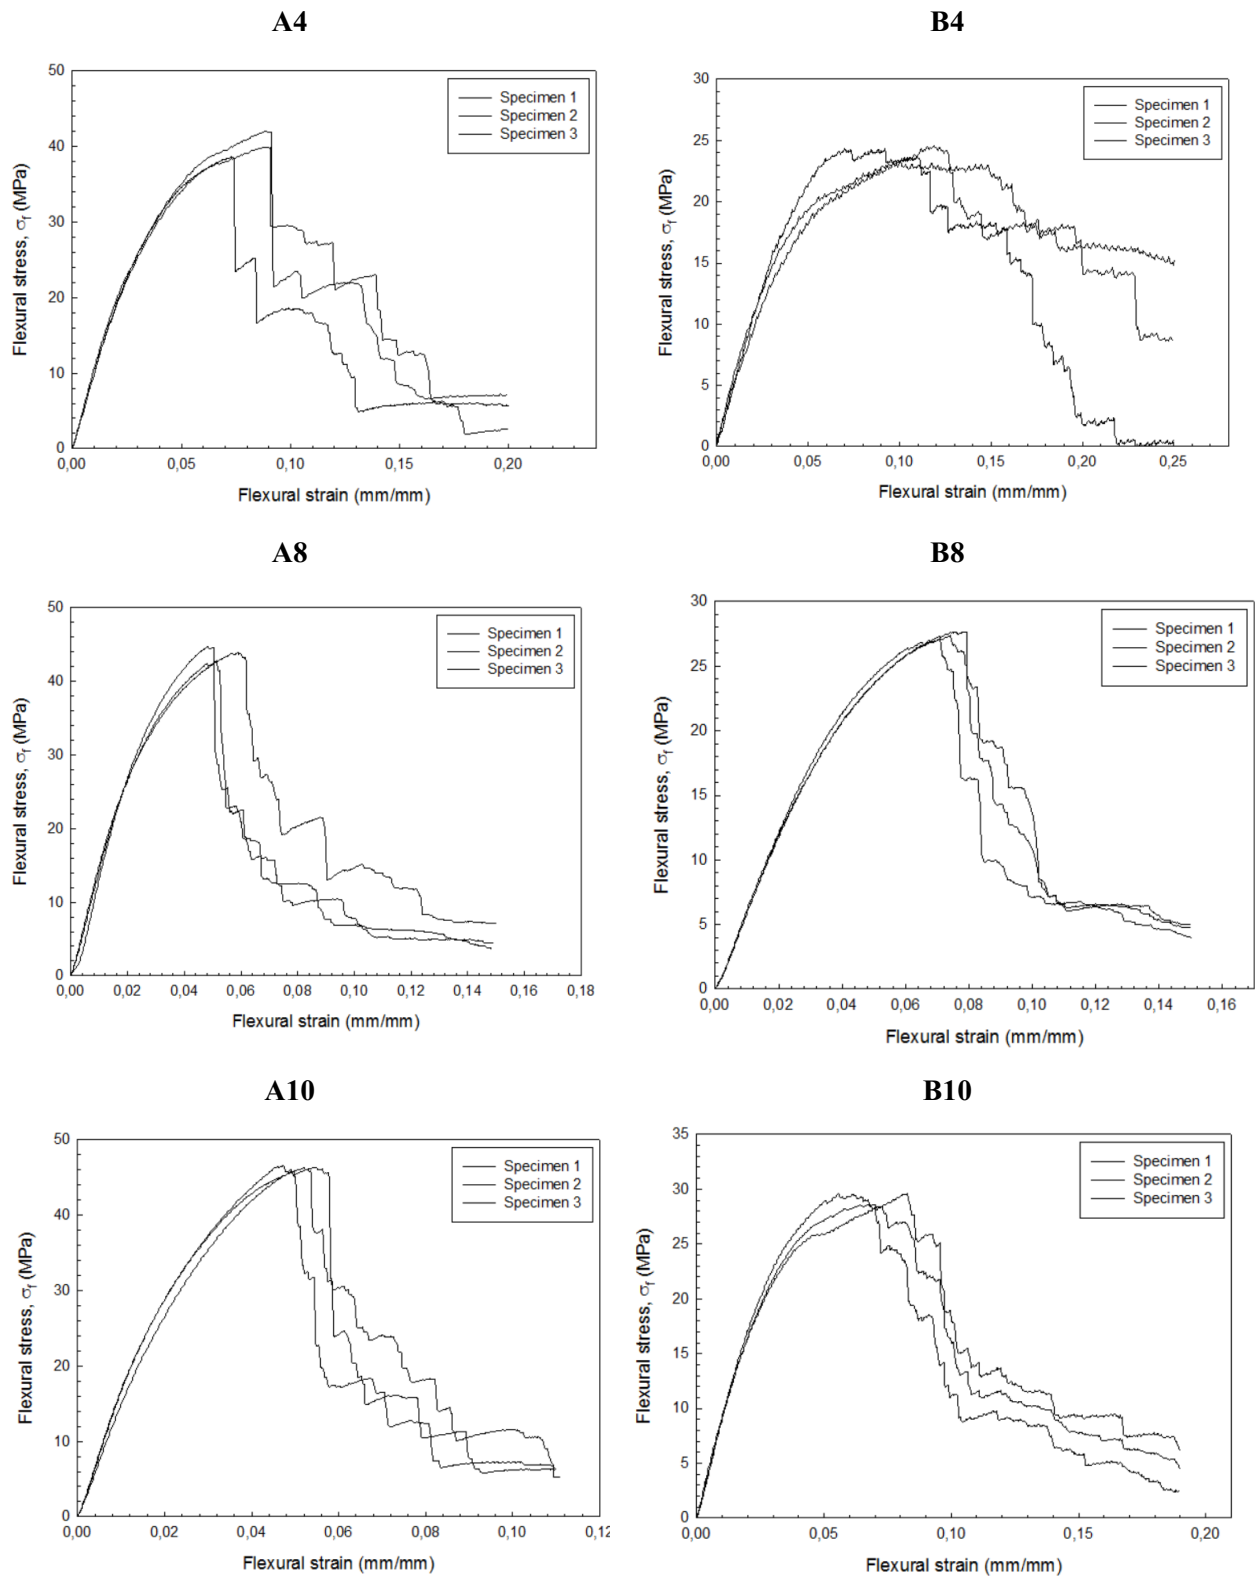 A4
50
40
30
20
10
0
0,00 0,05 0,10 0,15 0,20
Flexural stress, σf (MPa)
Flexural strain (mm/mm)
Specimen 1
Specimen 2
Specimen 3
B4
30
25
20
15
10
5
0
0,00 0,05 0,10 0,15 0,20 0,25
Flexural stress, σf (MPa)
Flexural strain (mm/mm)
Specimen 1
Specimen 2
Specimen 3
A8
50
40
30
20
10
0
0,00 0,02 0,04 0,06 0,08 0,10 0,12 0,14 0,16 0,18
Flexural stress, σf (MPa)
Flexural strain (mm/mm)
Specimen 1
Specimen 2
Specimen 3
B8
30
25
20
15
10
5
0
0,00 0,02 0,04 0,06 0,08 0,10 0,12 0,14 0,16
Flexural stress, σf (MPa)
Flexural strain (mm/mm)
Specimen 1
Specimen 2
Specimen 3
A10
50
40
30
20
10
0
0,00 0,02 0,04 0,06 0,08 0,10 0,12
Flexural stress, σf (MPa)
Flexural strain (mm/mm)
Specimen 1
Specimen 2
Specimen 3
B10
35
30
25
20
15
10
5
0
0,00 0,05 0,10 0,15 0,20
Flexural stress, σf (MPa)
Flexural strain (mm/mm)
Specimen 1
Specimen 2
Specimen 3